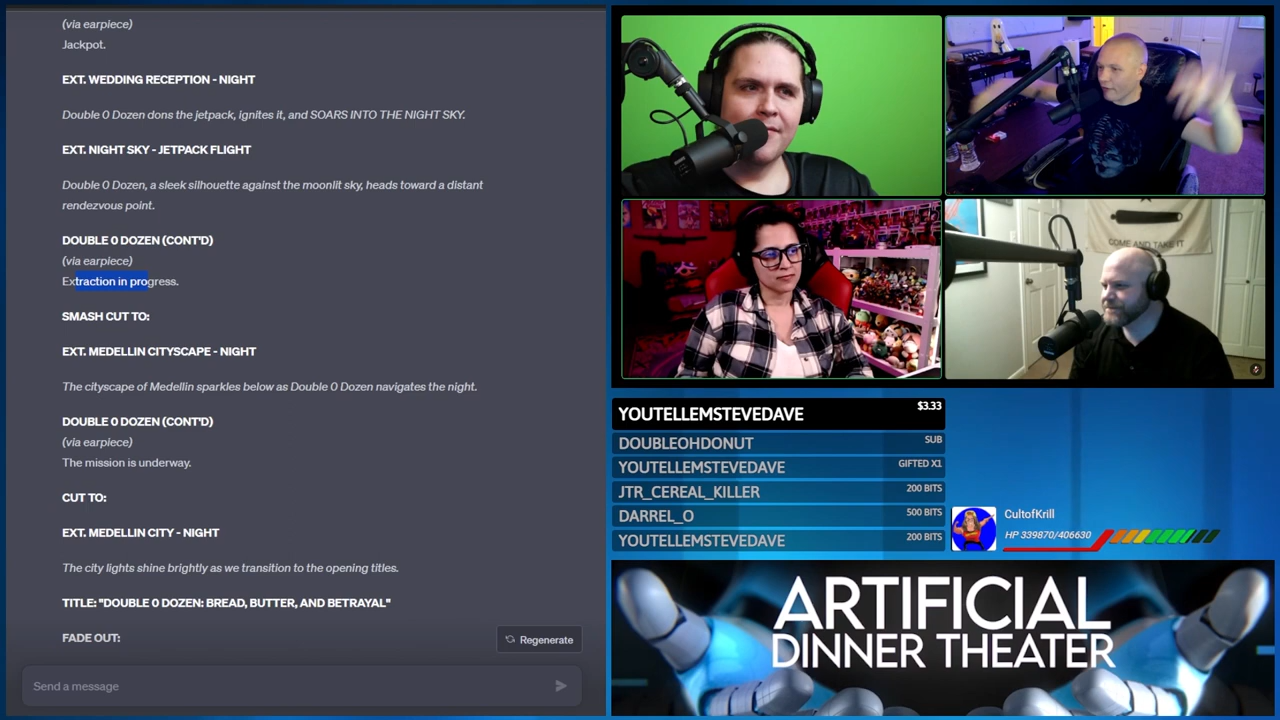 (via earpiece)
Jackpot.
EXT. WEDDING RECEPTION - NIGHT
Double 0 Dozen dons the jetpack, ignites it, and SOARS INTO THE NIGHT SKY.
EXT. NIGHT SKY - JETPACK FLIGHT
Double 0 Dozen, a sleek silhouette against the moonlit sky, heads toward a distant
rendezvous point.
DOUBLE 0 DOZEN (CONT'D)
(via earpiece)
Extraction in progress.
SMASH CUT TO:
EXT. MEDELLIN CITYSCAPE - NIGHT
The cityscape of Medellin sparkles below as Double 0 Dozen navigates the night.
DOUBLE 0 DOZEN (CONT'D)
(via earpiece)
The mission is underway.
CUT TO:
EXT. MEDELLIN CITY - NIGHT
The city lights shine brightly as we transition to the opening titles.
TITLE: "DOUBLE 0 DOZEN: BREAD, BUTTER, AND BETRAYAL"
FADE OUT:
Regenerate
Send a message
COME AND TAKE IT
YOUTELLEMSTEVEDAVE $3.33
DOUBLEOHDONUT SUB
YOUTELLEMSTEVEDAVE GIFTED X1
JTR_CEREAL_KILLER 200 BITS
DARREL_O 500 BITS
YOUTELLEMSTEVEDAVE 200 BITS
CultofKrill
HP 339870/406630
ARTIFICIAL
DINNER THEATER